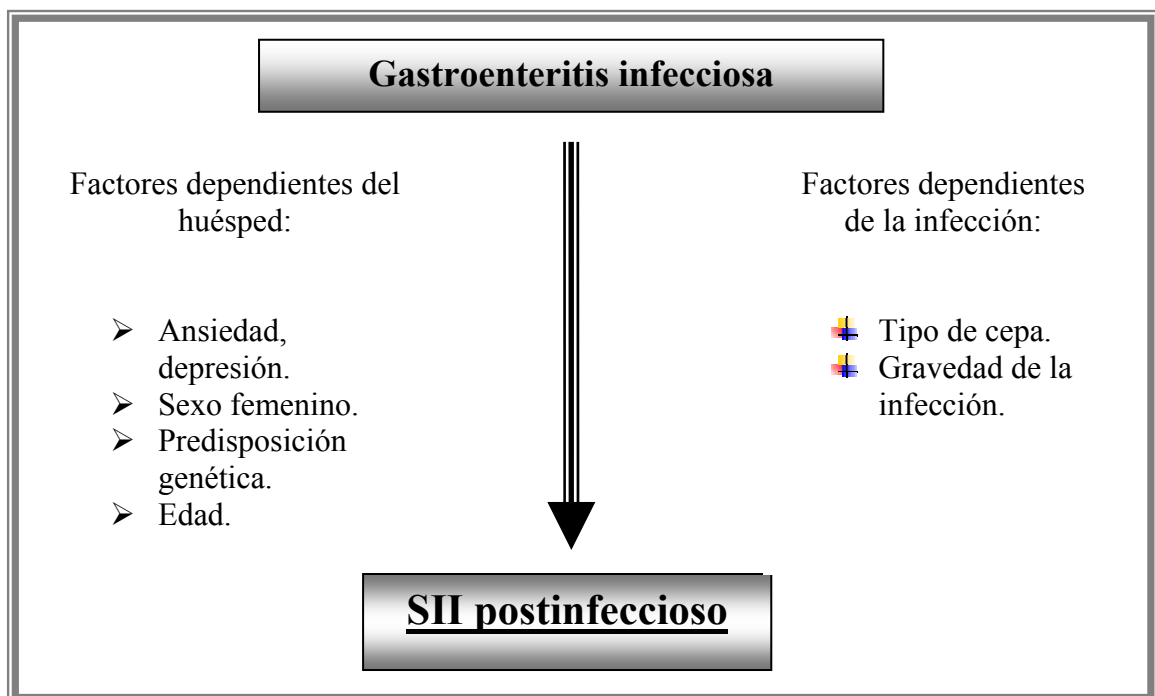 Gastroenteritis infecciosa
Factores dependientes del
huésped:
Ansiedad,
depresión.
Sexo femenino.
Predisposición
genética.
Edad.
Factores dependientes
de la infección:
Tipo de cepa.
Gravedad de la
infección.
SII postinfeccioso